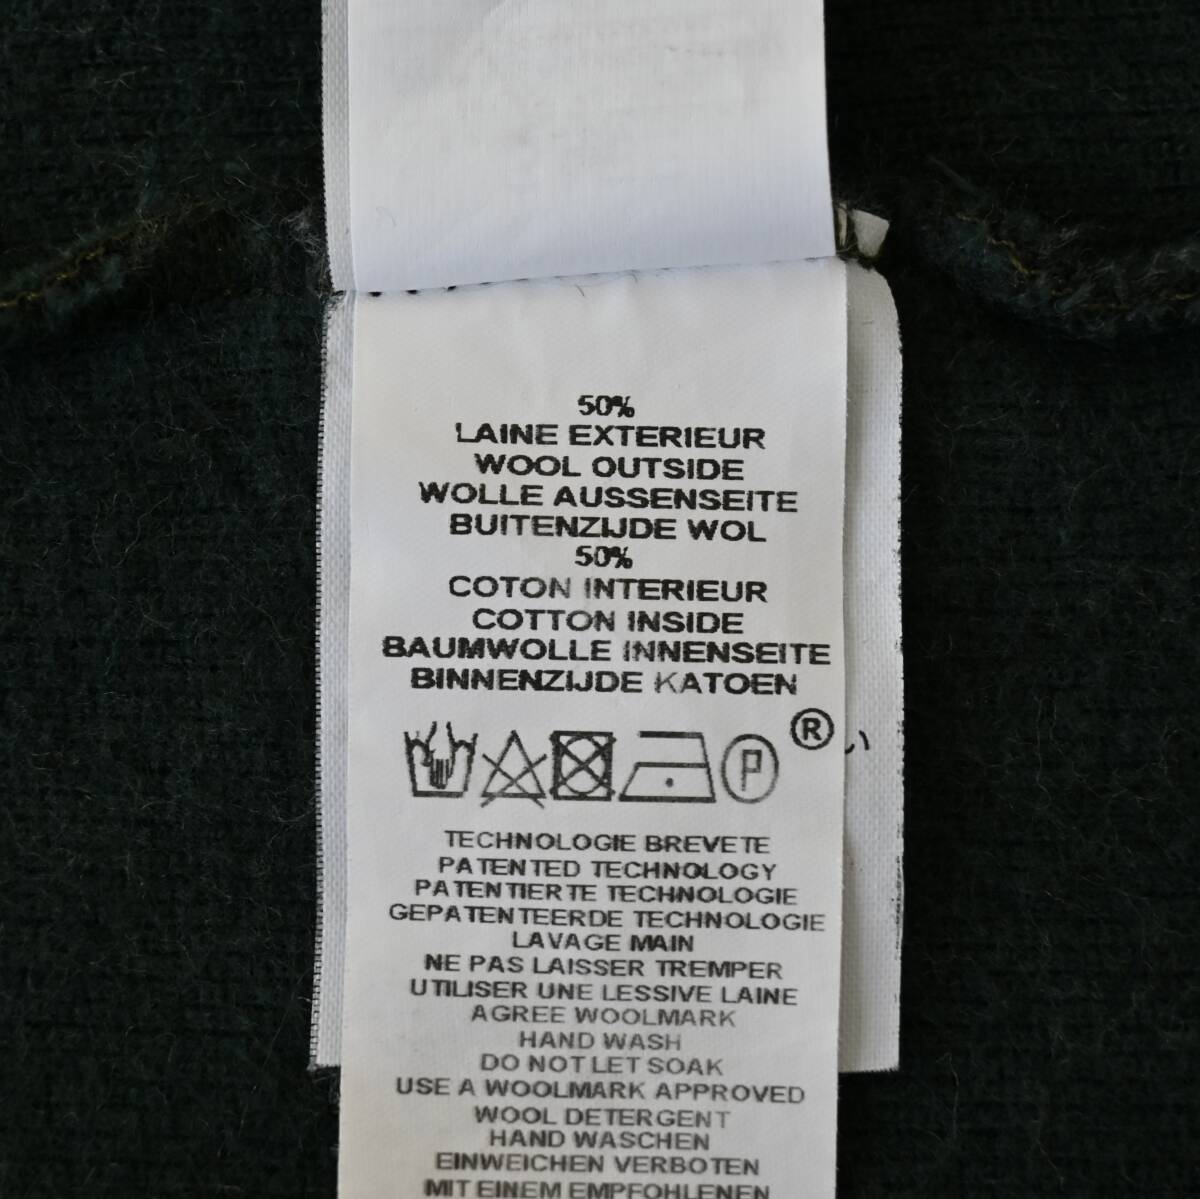 50%
LAINE EXTERIEUR
WOOL OUTSIDE
WOLLE AUSSENSEITE
BUITENZIJDE WOL
50%
COTON INTERIEUR
COTTON INSIDE
BAUMWOLLE INNENSEITE
BINNENZIJDE KATOEN
®
P
TECHNOLOGIE BREVETE
PATENTED TECHNOLOGY
PATENTIERTE TECHNOLOGIE
GEPATENTEERDE TECHNOLOGIE
LAVAGE MAIN
NE PAS LAISSER TREMPER
UTILISER UNE LESSIVE LAINE
AGREE WOOLMARK
HAND WASH
DO NOT LET SOAK
USE A WOOLMARK APPROVED
WOOL DETERGENT
HAND WASCHEN
EINWEICHEN VERBOTEN
MIT EINEM EMPFOHLENEN